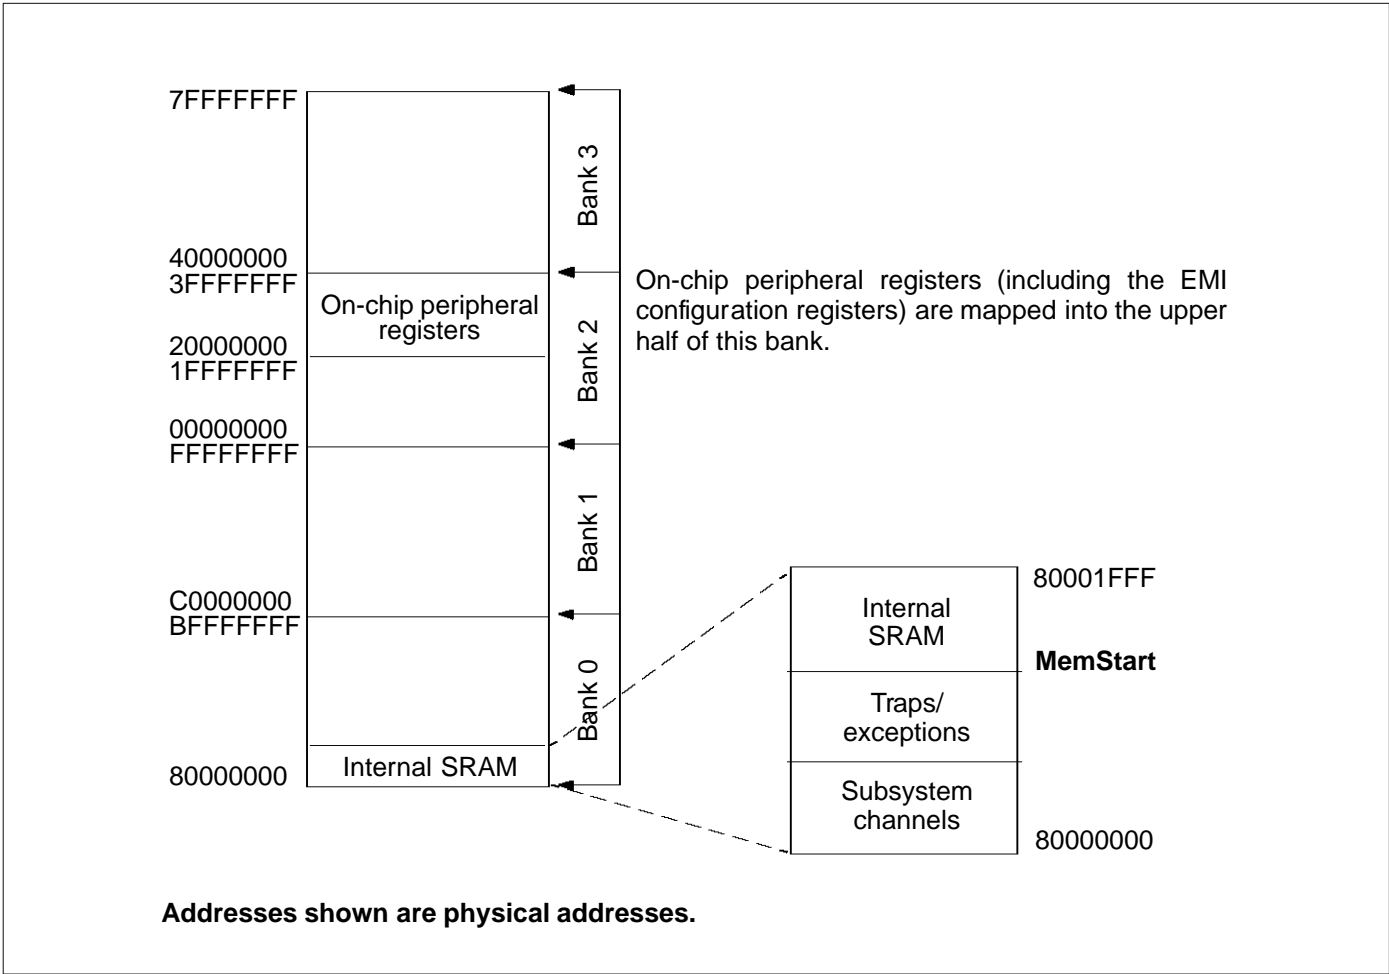 7FFFFFFF
Bank 3
40000000
3FFFFFFF
On-chip peripheral
registers
20000000
1FFFFFFF
Bank 2
On-chip peripheral registers (including the EMI
configuration registers) are mapped into the upper
half of this bank.
00000000
FFFFFFFF
Bank 1
C0000000
BFFFFFFF
Bank 0
80000000
Internal SRAM
80001FFF
Internal
SRAM
MemStart
Traps/
exceptions
Subsystem
channels
80000000
Addresses shown are physical addresses.